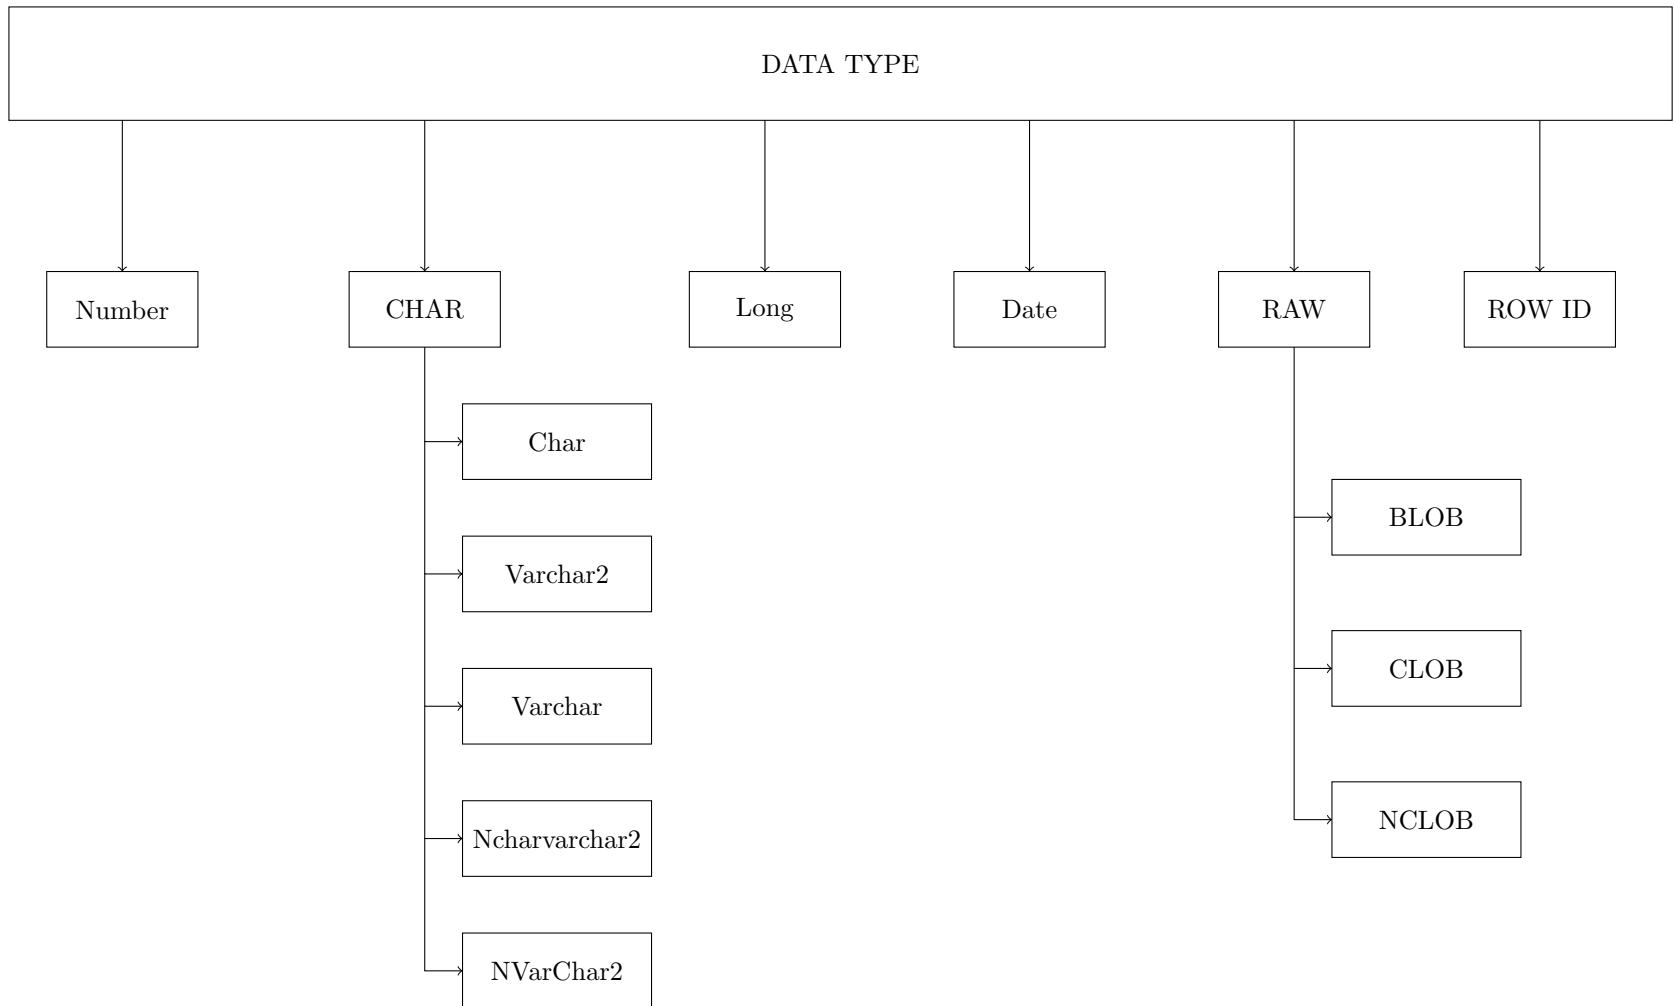 DATA TYPE
Number
CHAR
Long
Date
RAW
ROW ID
Char
Varchar2
Varchar
Ncharvarchar2
NVarChar2
BLOB
CLOB
NCLOB